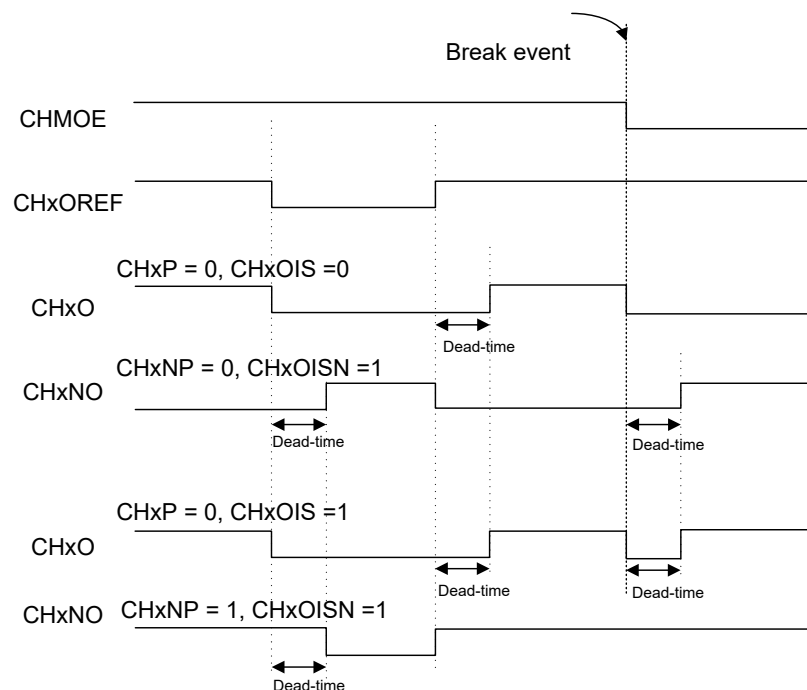 Break event
CHMOE
CHxOREF
CHxP = 0, CHxOIS =0
CHxO
Dead-time
CHxNP = 0, CHxOISN =1
CHxNO
Dead-time
Dead-time
CHxP = 0, CHxOIS =1
CHxO
Dead-time
Dead-time
CHxNO
CHxNP = 1, CHxOISN =1
Dead-time